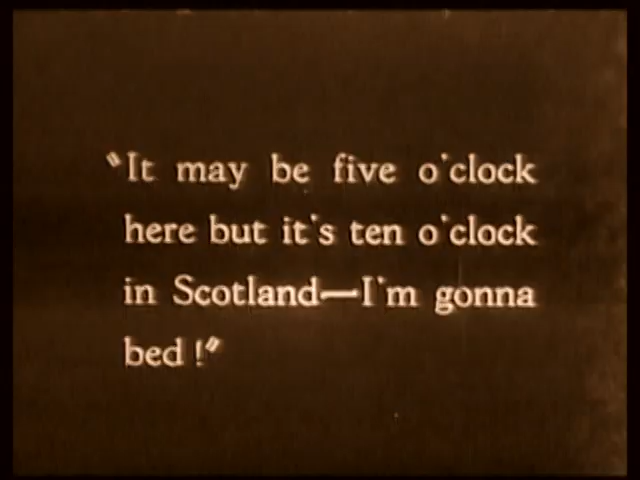 "It may be five o'clock
here but it's ten o'clock
in Scotland—I'm gonna
bed!"